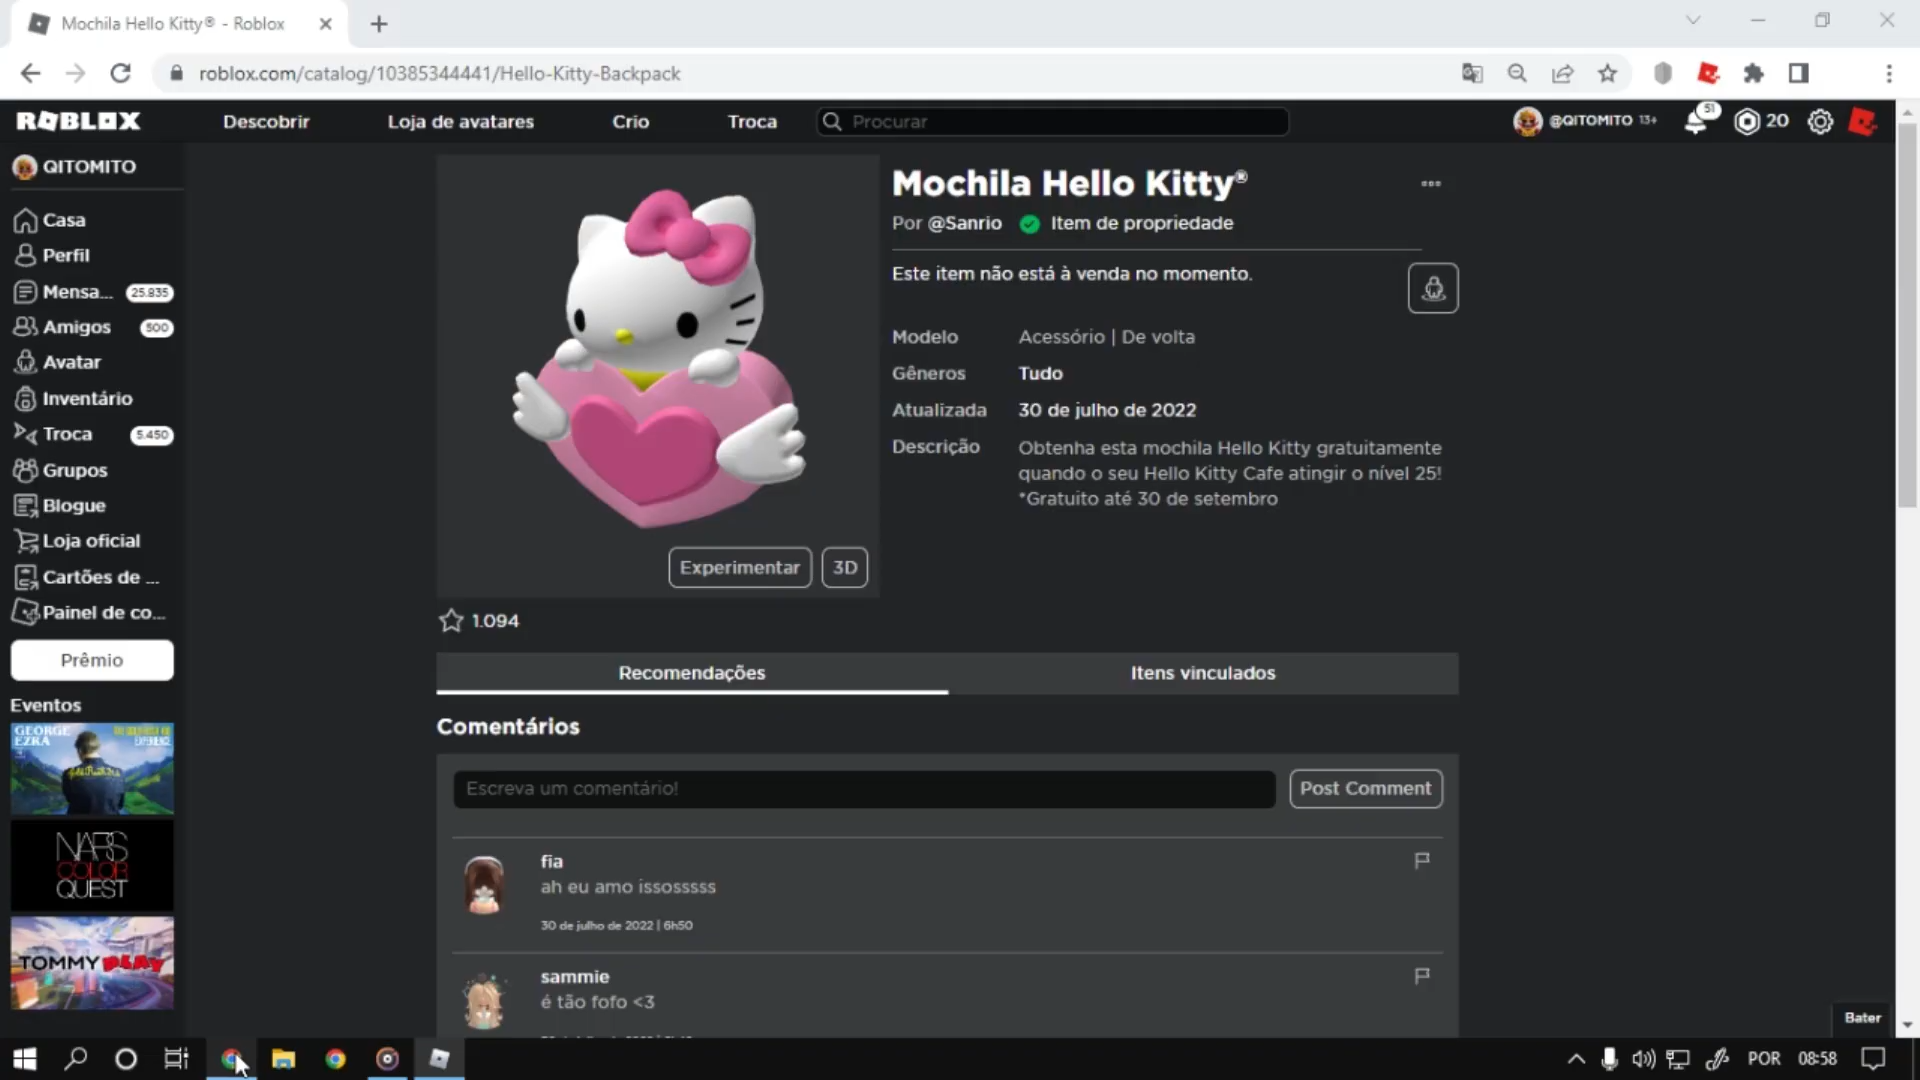 Mochila Hello Kitty® - Roblox
roblox.com/catalog/10385344441/Hello-Kitty-Backpack
ROBLOX
Descobrir
Loja de avatares
Crio
Troca
Procurar
@QITOMITO 13+
51
20
QITOMITO
Casa
Perfil
Mensa... 25.835
Amigos 500
Avatar
Inventário
Troca 5.450
Grupos
Blogue
Loja oficial
Cartões de ...
Painel de co...
Prêmio
Eventos
GEORGE EZRA
NARS
COLOR
QUEST
TOMMY PLAY
Mochila Hello Kitty®
Por @Sanrio Item de propriedade
Este item não está à venda no momento.
Modelo Acessório | De volta
Gêneros Tudo
Atualizada 30 de julho de 2022
Descrição Obtenha esta mochila Hello Kitty gratuitamente
quando o seu Hello Kitty Cafe atingir o nível 25!
*Gratuito até 30 de setembro
Experimentar
3D
1.094
Recomendações
Itens vinculados
Comentários
Escreva um comentário!
Post Comment
fia
ah eu amo issosssss
30 de julho de 2022 | 6h50
sammie
é tão fofo <3
Bater
POR
08:58